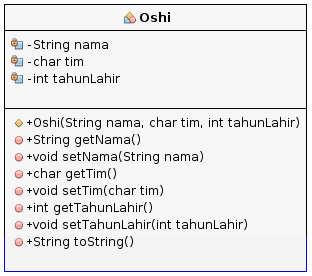 Oshi
-String nama
-char tim
-int tahunLahir
+Oshi(String nama, char tim, int tahunLahir)
+String getNama()
+void setNama(String nama)
+char getTim()
+void setTim(char tim)
+int getTahunLahir()
+void setTahunLahir(int tahunLahir)
+String toString()